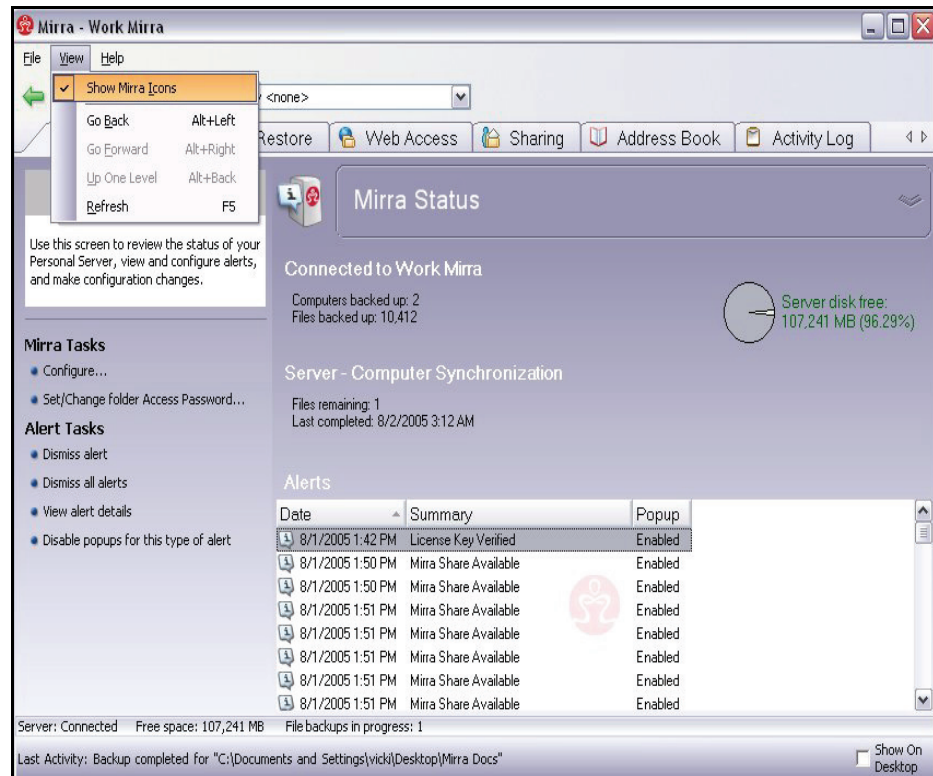 Mirra - Work Mirra
File View Help
Show Mirra Icons
Go Back Alt+Left
Go Forward Alt+Right
Up One Level Alt+Back
Refresh F5
<none>
estore Web Access Sharing Address Book Activity Log
Use this screen to review the status of your
Personal Server, view and configure alerts,
and make configuration changes.
Mirra Tasks
Configure...
Set/Change folder Access Password...
Alert Tasks
Dismiss alert
Dismiss all alerts
View alert details
Disable popups for this type of alert
Mirra Status
Connected to Work Mirra
Computers backed up: 2
Files backed up: 10,412
Server disk free:
107,241 MB (96.29%)
Server - Computer Synchronization
Files remaining: 1
Last completed: 8/2/2005 3:12 AM
Alerts
Date Summary Popup
8/1/2005 1:42 PM License Key Verified Enabled
8/1/2005 1:50 PM Mirra Share Available Enabled
8/1/2005 1:50 PM Mirra Share Available Enabled
8/1/2005 1:51 PM Mirra Share Available Enabled
8/1/2005 1:51 PM Mirra Share Available Enabled
8/1/2005 1:51 PM Mirra Share Available Enabled
8/1/2005 1:51 PM Mirra Share Available Enabled
8/1/2005 1:51 PM Mirra Share Available Enabled
Server: Connected Free space: 107,241 MB File backups in progress: 1
Last Activity: Backup completed for "C:\Documents and Settings\vicki\Desktop\Mirra Docs"
Show On
Desktop